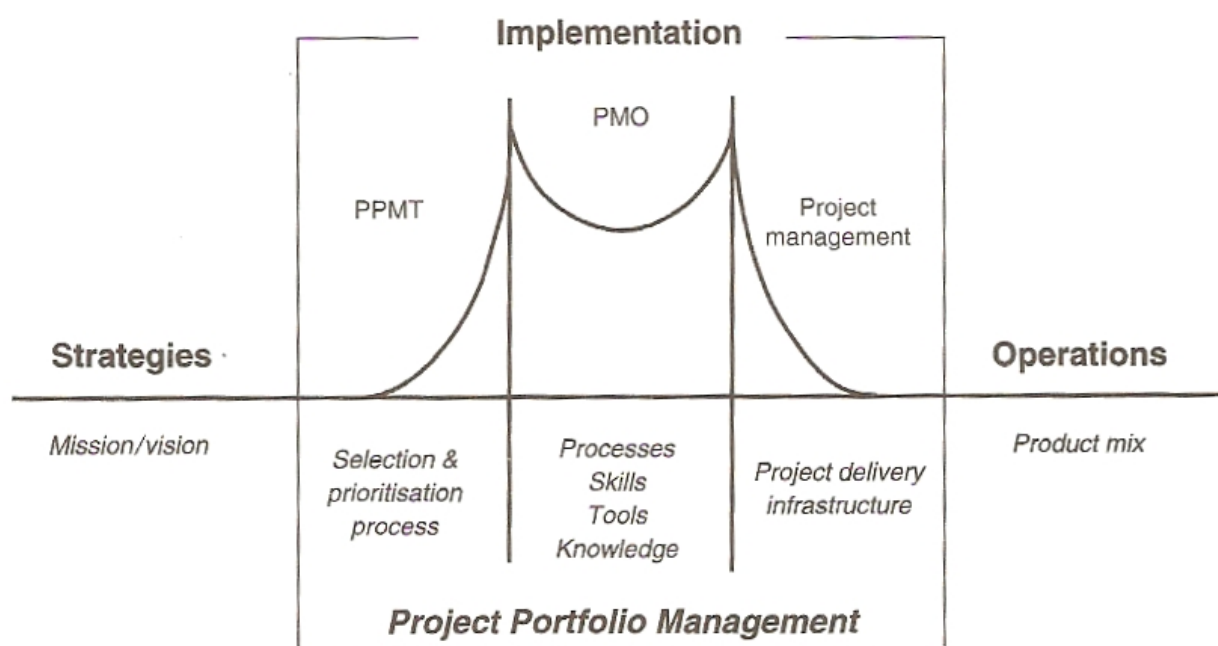 Implementation
PMO
PPMT
Project
management
Strategies
Operations
Mission/vision
Selection &
prioritisation
process
Processes
Skills
Tools
Knowledge
Project delivery
infrastructure
Product mix
Project Portfolio Management